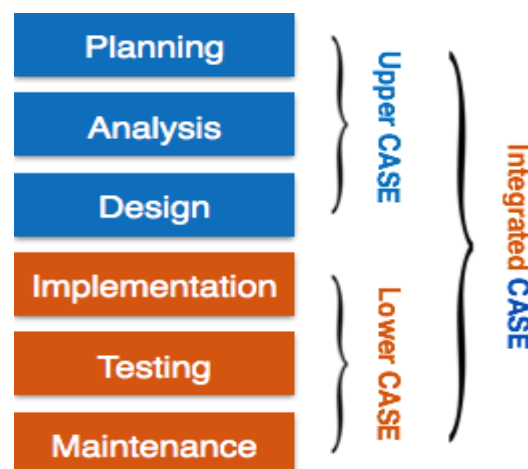 Planning
Analysis
Design
Implementation
Testing
Maintenance
Upper CASE
Lower CASE
Integrated CASE